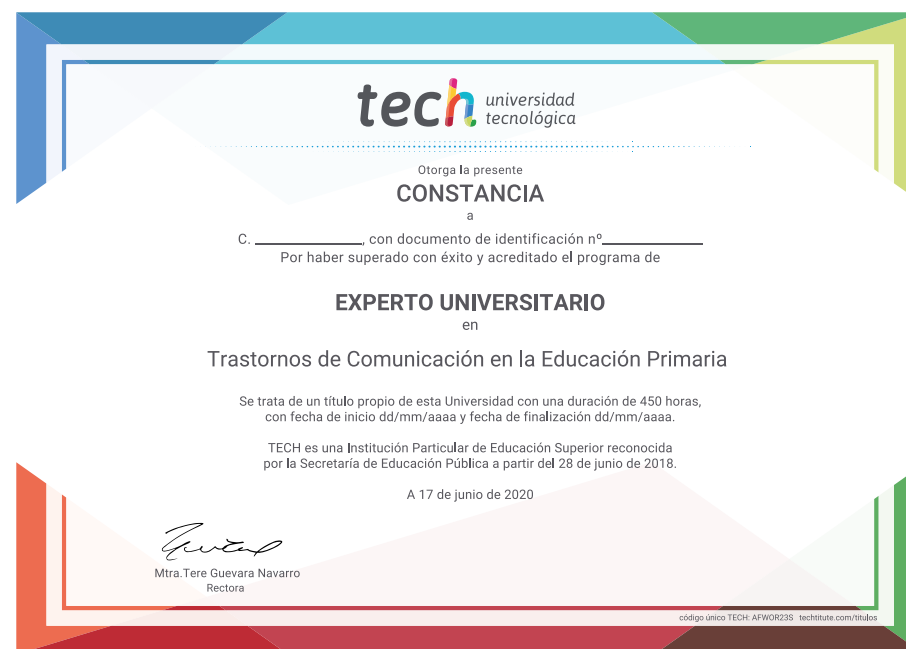 tech universidad
tecnológica
Otorga la presente
CONSTANCIA
a
C. ______________, con documento de identificación nº_____________
Por haber superado con éxito y acreditado el programa de
EXPERTO UNIVERSITARIO
en
Trastornos de Comunicación en la Educación Primaria
Se trata de un título propio de esta Universidad con una duración de 450 horas,
con fecha de inicio dd/mm/aaaa y fecha de finalización dd/mm/aaaa.
TECH es una Institución Particular de Educación Superior reconocida
por la Secretaría de Educación Pública a partir del 28 de junio de 2018.
A 17 de junio de 2020
Mtra.Tere Guevara Navarro
Rectora
código único TECH: AFWOR23S techtitute.com/titulos